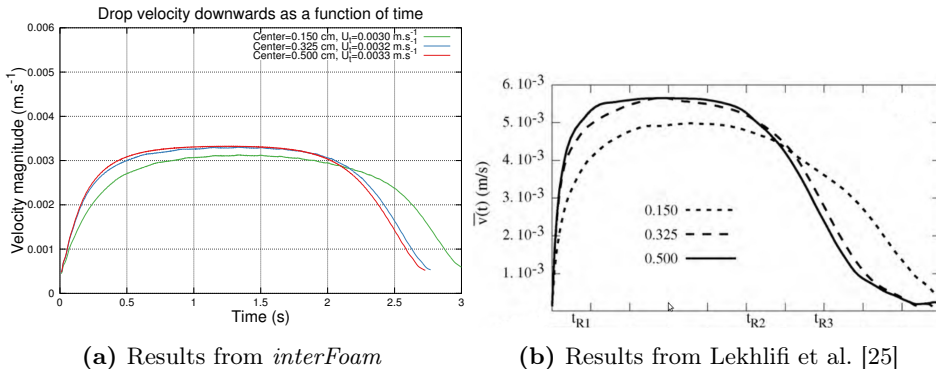 Drop velocity downwards as a function of time
Center=0.150 cm, Ut=0.0030 m.s-1
Center=0.325 cm, Ut=0.0032 m.s-1
Center=0.500 cm, Ut=0.0033 m.s-1
Velocity magnitude (m.s-1)
0.006
0.005
0.004
0.003
0.002
0.001
0
0 0.5 1 1.5 2 2.5 3
Time (s)
(a) Results from interFoam
v(t) (m/s)
6.10-3
5.10-3
4.10-3
3.10-3
2.10-3
1.10-3
0.150
0.325
0.500
tR1 tR2 tR3
(b) Results from Lekhlifi et al. [25]